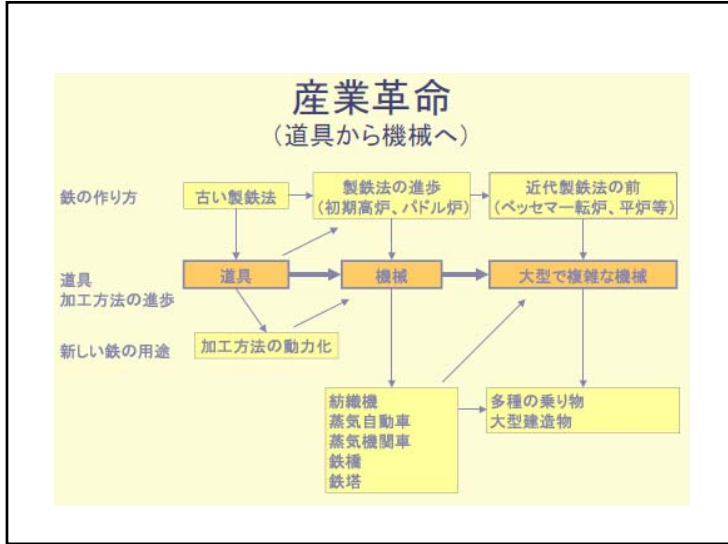 産業革命
（道具から機械へ）
鉄の作り方
古い製鉄法
製鉄法の進歩
（初期高炉、パドル炉）
近代製鉄法の前
（ベッセマー転炉、平炉等）
道具
加工方法の進歩
道具
機械
大型で複雑な機械
新しい鉄の用途
加工方法の動力化
紡織機
蒸気自動車
蒸気機関車
鉄橋
鉄塔
多種の乗り物
大型建造物